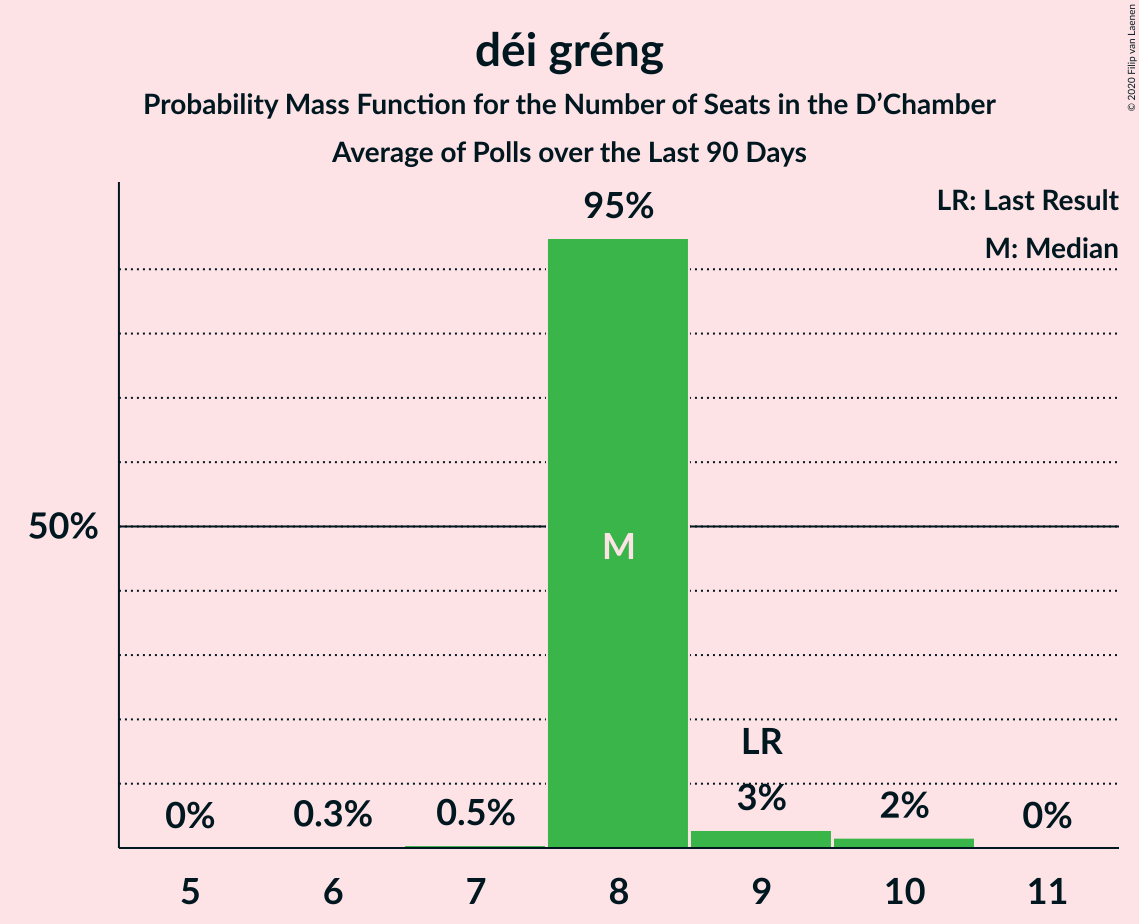 déi gréng
Probability Mass Function for the Number of Seats in the D’Chamber
Average of Polls over the Last 90 Days
© 2020 Filip van Laenen
LR: Last Result
M: Median
95%
50%
M
LR
0%
0.3%
0.5%
3%
2%
0%
5
6
7
8
9
10
11